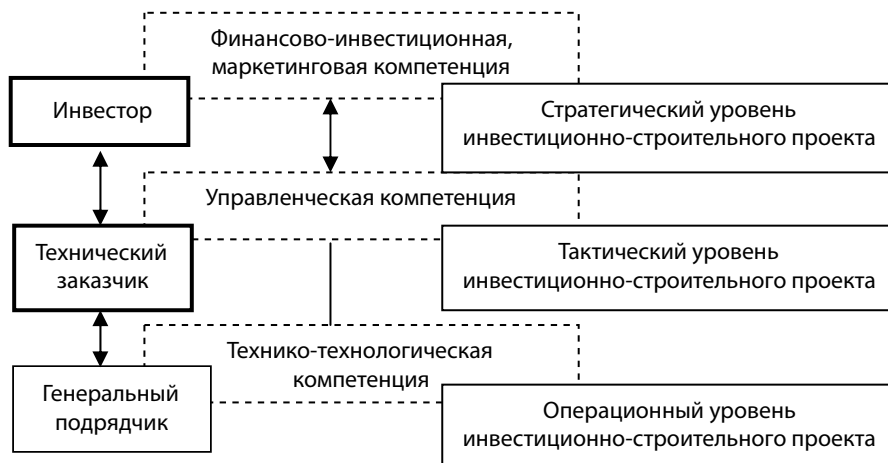 Финансово-инвестиционная,
маркетинговая компетенция
Инвестор
Стратегический уровень
инвестиционно-строительного проекта
Управленческая компетенция
Технический
заказчик
Тактический уровень
инвестиционно-строительного проекта
Технико-технологическая
компетенция
Генеральный
подрядчик
Операционный уровень
инвестиционно-строительного проекта